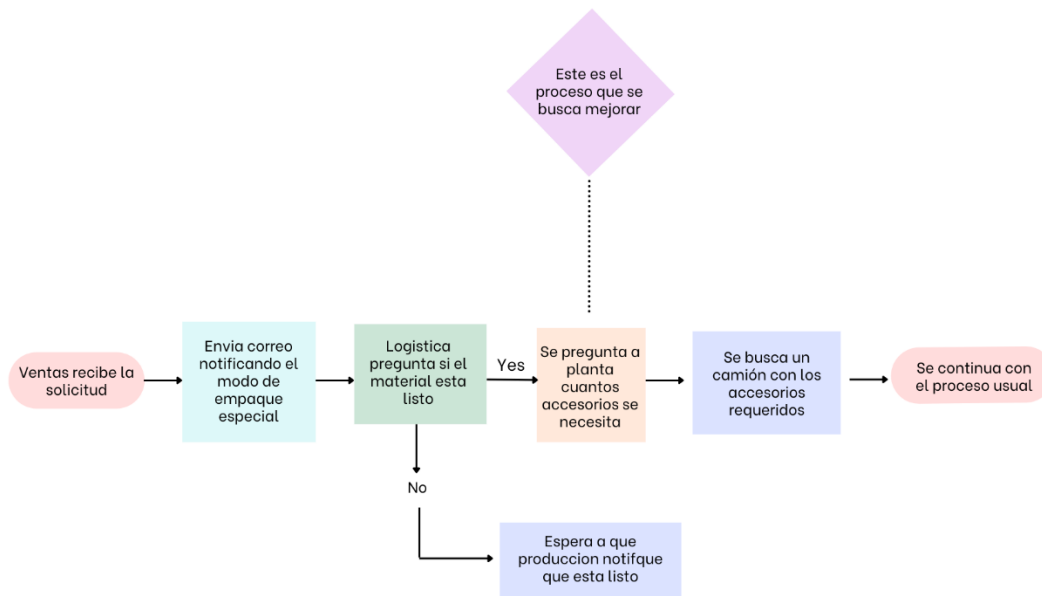 Este es el
proceso que se
busca mejorar
Ventas recibe la
solicitud
Envia correo
notificando el
modo de
empaque
especial
Logistica
pregunta si el
material esta
listo
Yes
Se pregunta a
planta
cuantos
accesorios se
necesita
Se busca un
camión con los
accesorios
requeridos
Se continua con
el proceso usual
No
Espera a que
produccion notifque
que esta listo